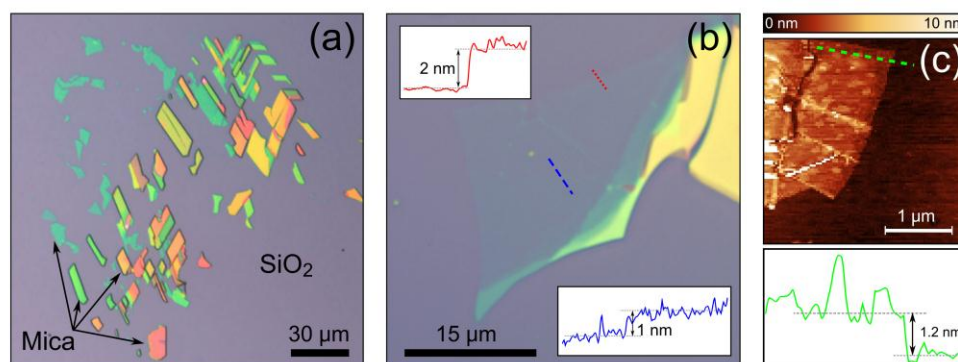 (a)
SiO₂
Mica
30 µm
(b)
2 nm
1 nm
15 µm
0 nm 10 nm
(c)
1 µm
1.2 nm